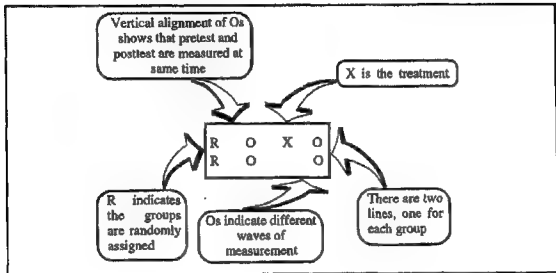 Vertical alignment of Os
shows that pretest and
posttest are measured at
same time
X is the treatment
R O X O
R O O
R indicates
the groups
are randomly
assigned
Os indicate different
waves of
measurement
There are two
lines, one for
each group